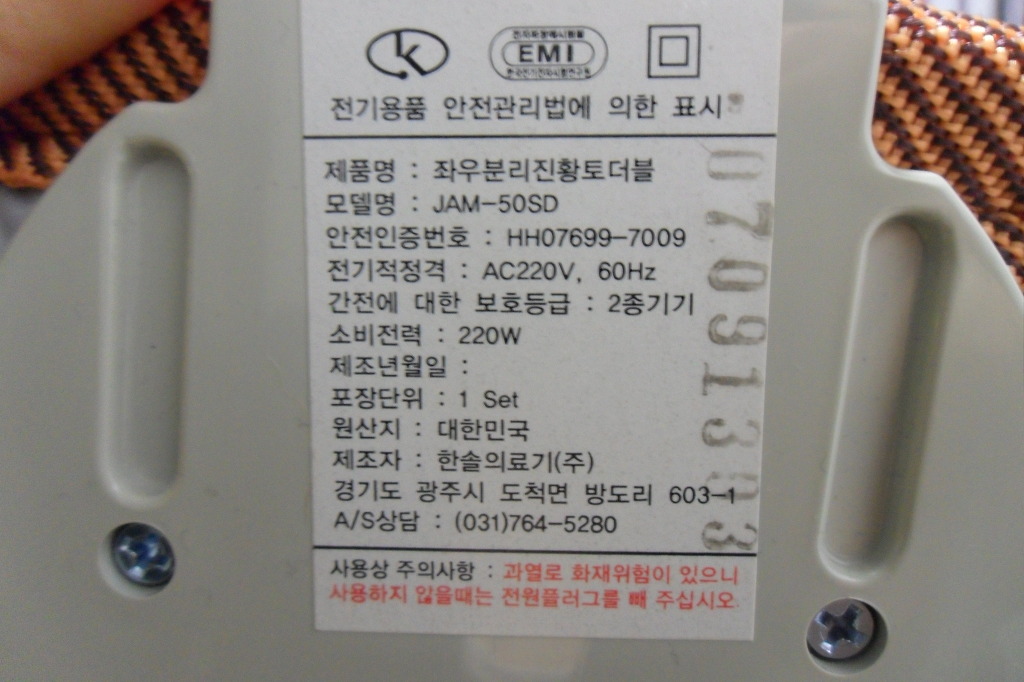 EMI
전기용품 안전관리법에 의한 표시
제품명 : 좌우분리진황토더블
모델명 : JAM-50SD
안전인증번호 : HH07699-7009
전기적정격 : AC220V, 60Hz
간전에 대한 보호등급 : 2종기기
소비전력 : 220W
제조년월일 :
포장단위 : 1 Set
원산지 : 대한민국
제조자 : 한솔의료기(주)
경기도 광주시 도척면 방도리 603-1
A/S상담 : (031)764-5280
사용상 주의사항 : 과열로 화재위험이 있으니
사용하지 않을때는 전원플러그를 빼 주십시오.